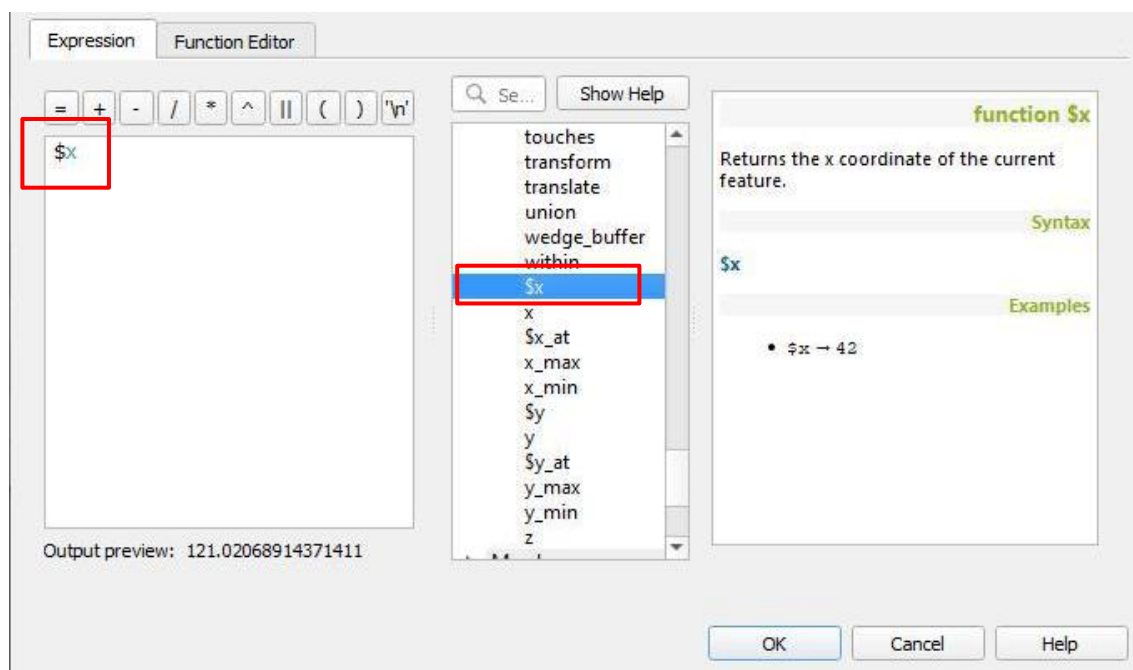 Expression Function Editor
= + - / * ^ || ( ) '\n'
$x
Output preview: 121.02068914371411
Se... Show Help
touches
transform
translate
union
wedge_buffer
within
$x
x
$x_at
x_max
x_min
$y
y
$y_at
y_max
y_min
z
function $x
Returns the x coordinate of the current
feature.
Syntax
$x
Examples
• $x → 42
OK Cancel Help